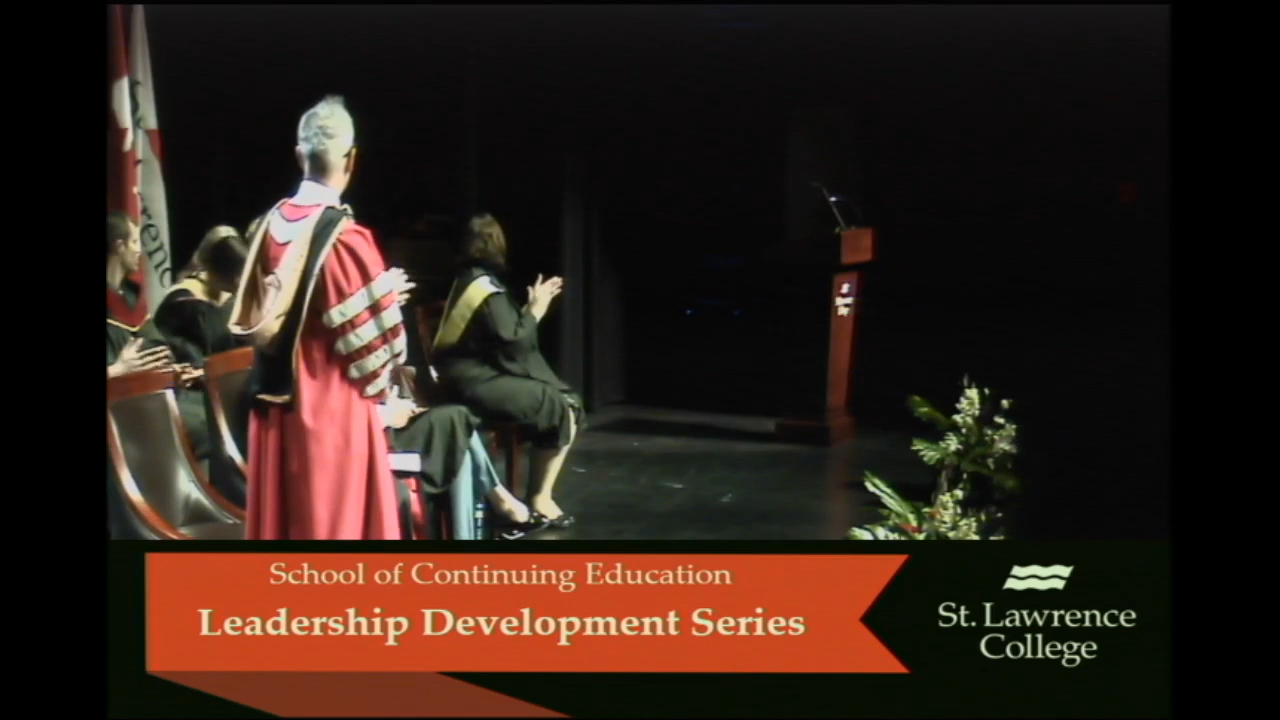 School of Continuing Education
Leadership Development Series
St. Lawrence
College